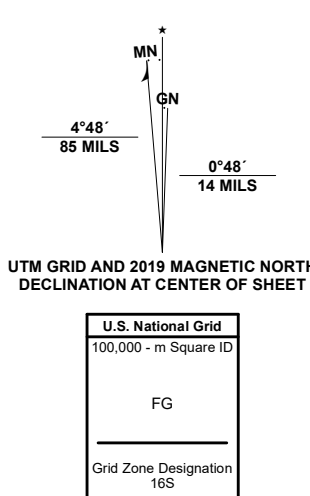 MN
GN
4°48´
85 MILS
0°48´
14 MILS
UTM GRID AND 2019 MAGNETIC NORTH
DECLINATION AT CENTER OF SHEET
U.S. National Grid
100,000 - m Square ID
FG
Grid Zone Designation
16S